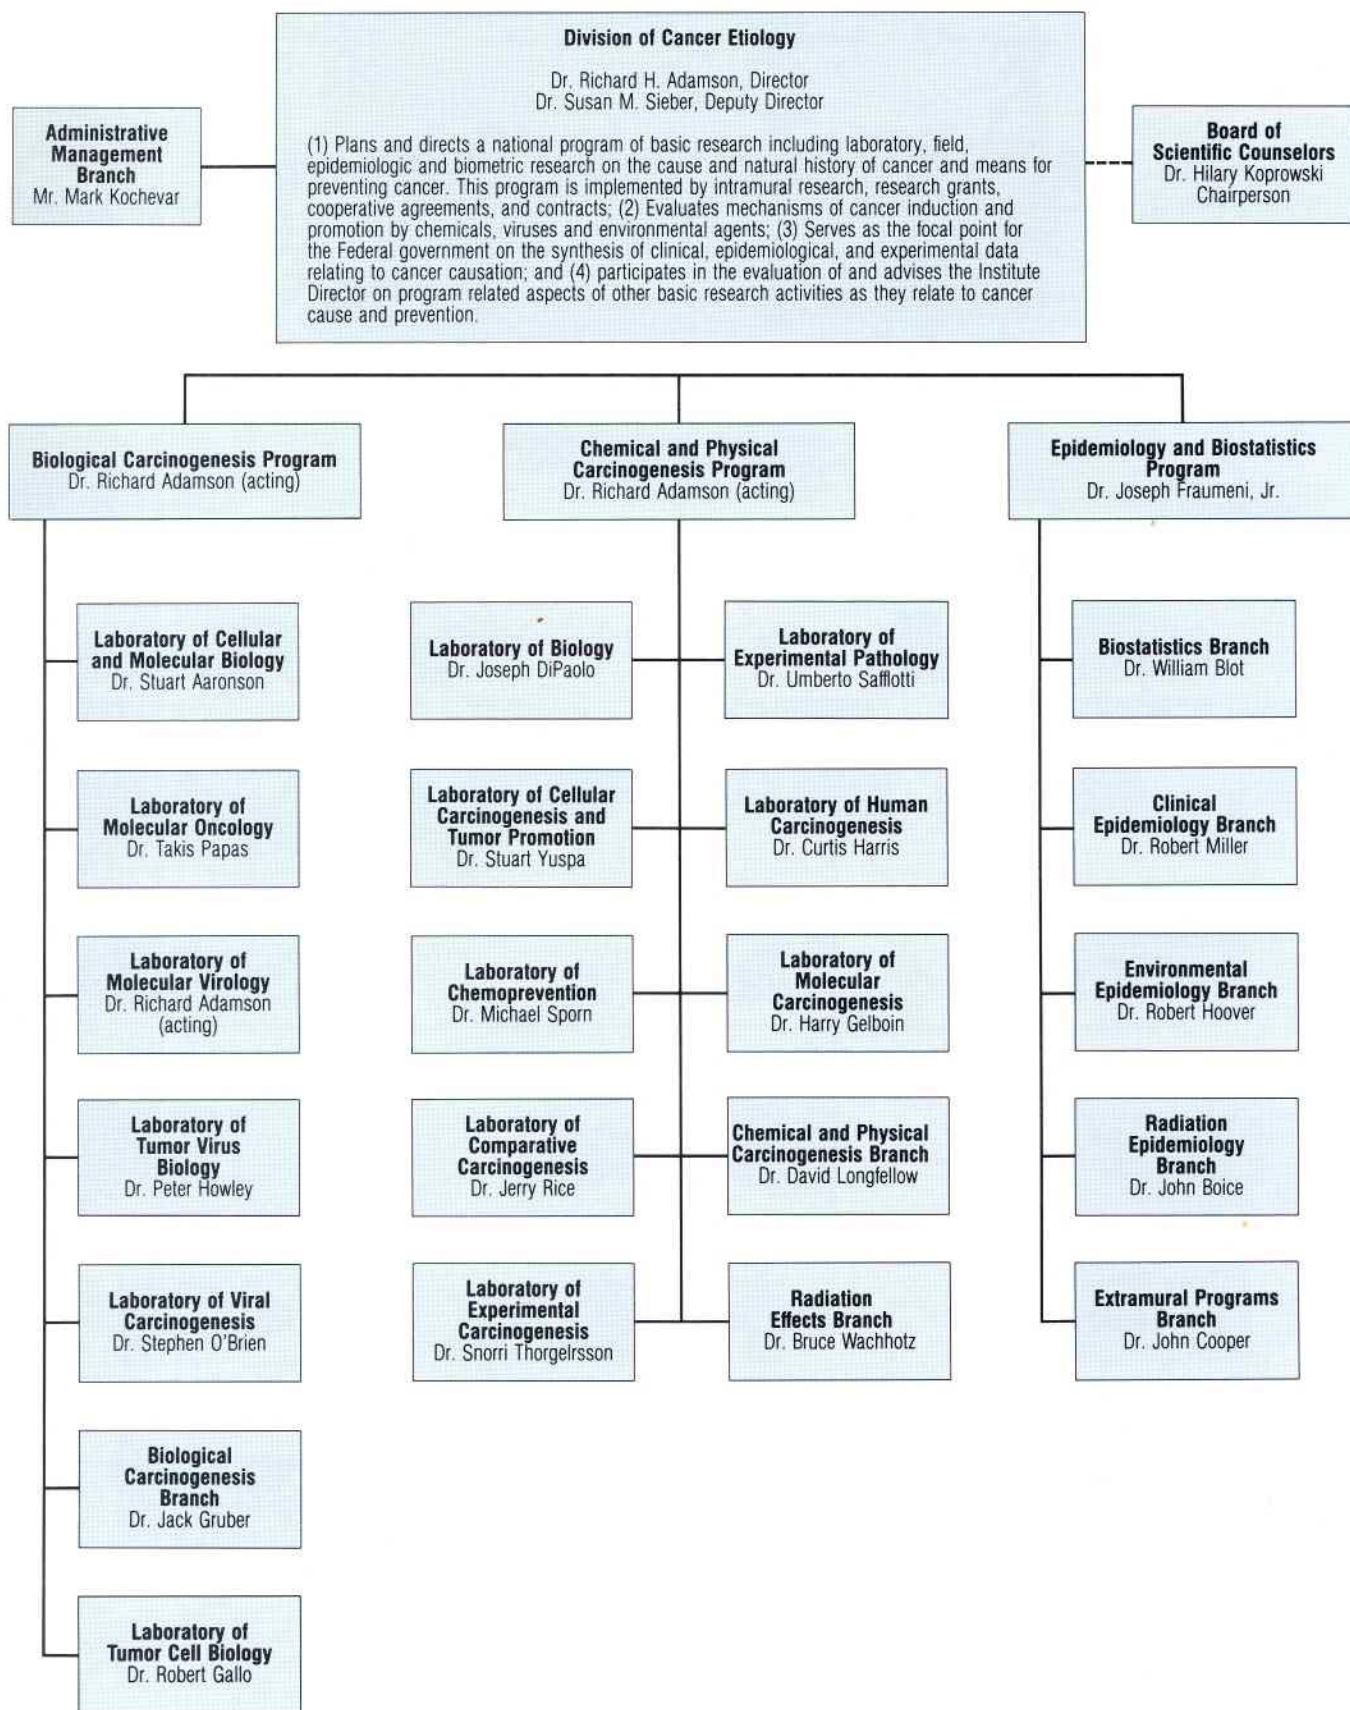 Division of Cancer Etiology
Dr. Richard H. Adamson, Director
Dr. Susan M. Sieber, Deputy Director
(1) Plans and directs a national program of basic research including laboratory, field,
epidemiologic and biometric research on the cause and natural history of cancer and means for
preventing cancer. This program is implemented by intramural research, research grants,
cooperative agreements, and contracts; (2) Evaluates mechanisms of cancer induction and
promotion by chemicals, viruses and environmental agents; (3) Serves as the focal point for
the Federal government on the synthesis of clinical, epidemiological, and experimental data
relating to cancer causation; and (4) participates in the evaluation of and advises the Institute
Director on program related aspects of other basic research activities as they relate to cancer
cause and prevention.
Administrative
Management
Branch
Mr. Mark Kochevar
Board of
Scientific Counselors
Dr. Hilary Koprowski
Chairperson
Biological Carcinogenesis Program
Dr. Richard Adamson (acting)
Chemical and Physical
Carcinogenesis Program
Dr. Richard Adamson (acting)
Epidemiology and Biostatistics
Program
Dr. Joseph Fraumeni, Jr.
Laboratory of Cellular
and Molecular Biology
Dr. Stuart Aaronson
Laboratory of
Molecular Oncology
Dr. Takis Papas
Laboratory of
Molecular Virology
Dr. Richard Adamson
(acting)
Laboratory of
Tumor Virus
Biology
Dr. Peter Howley
Laboratory of Viral
Carcinogenesis
Dr. Stephen O'Brien
Biological
Carcinogenesis
Branch
Dr. Jack Gruber
Laboratory of
Tumor Cell Biology
Dr. Robert Gallo
Laboratory of Biology
Dr. Joseph DiPaolo
Laboratory of Cellular
Carcinogenesis and
Tumor Promotion
Dr. Stuart Yuspa
Laboratory of
Chemoprevention
Dr. Michael Sporn
Laboratory of
Comparative
Carcinogenesis
Dr. Jerry Rice
Laboratory of
Experimental
Carcinogenesis
Dr. Snorri Thorgelrsson
Laboratory of
Experimental Pathology
Dr. Umberto Safflotti
Laboratory of Human
Carcinogenesis
Dr. Curtis Harris
Laboratory of
Molecular
Carcinogenesis
Dr. Harry Gelboin
Chemical and Physical
Carcinogenesis Branch
Dr. David Longfellow
Radiation
Effects Branch
Dr. Bruce Wachhotz
Biostatistics Branch
Dr. William Blot
Clinical
Epidemiology Branch
Dr. Robert Miller
Environmental
Epidemiology Branch
Dr. Robert Hoover
Radiation
Epidemiology
Branch
Dr. John Boice
Extramural Programs
Branch
Dr. John Cooper